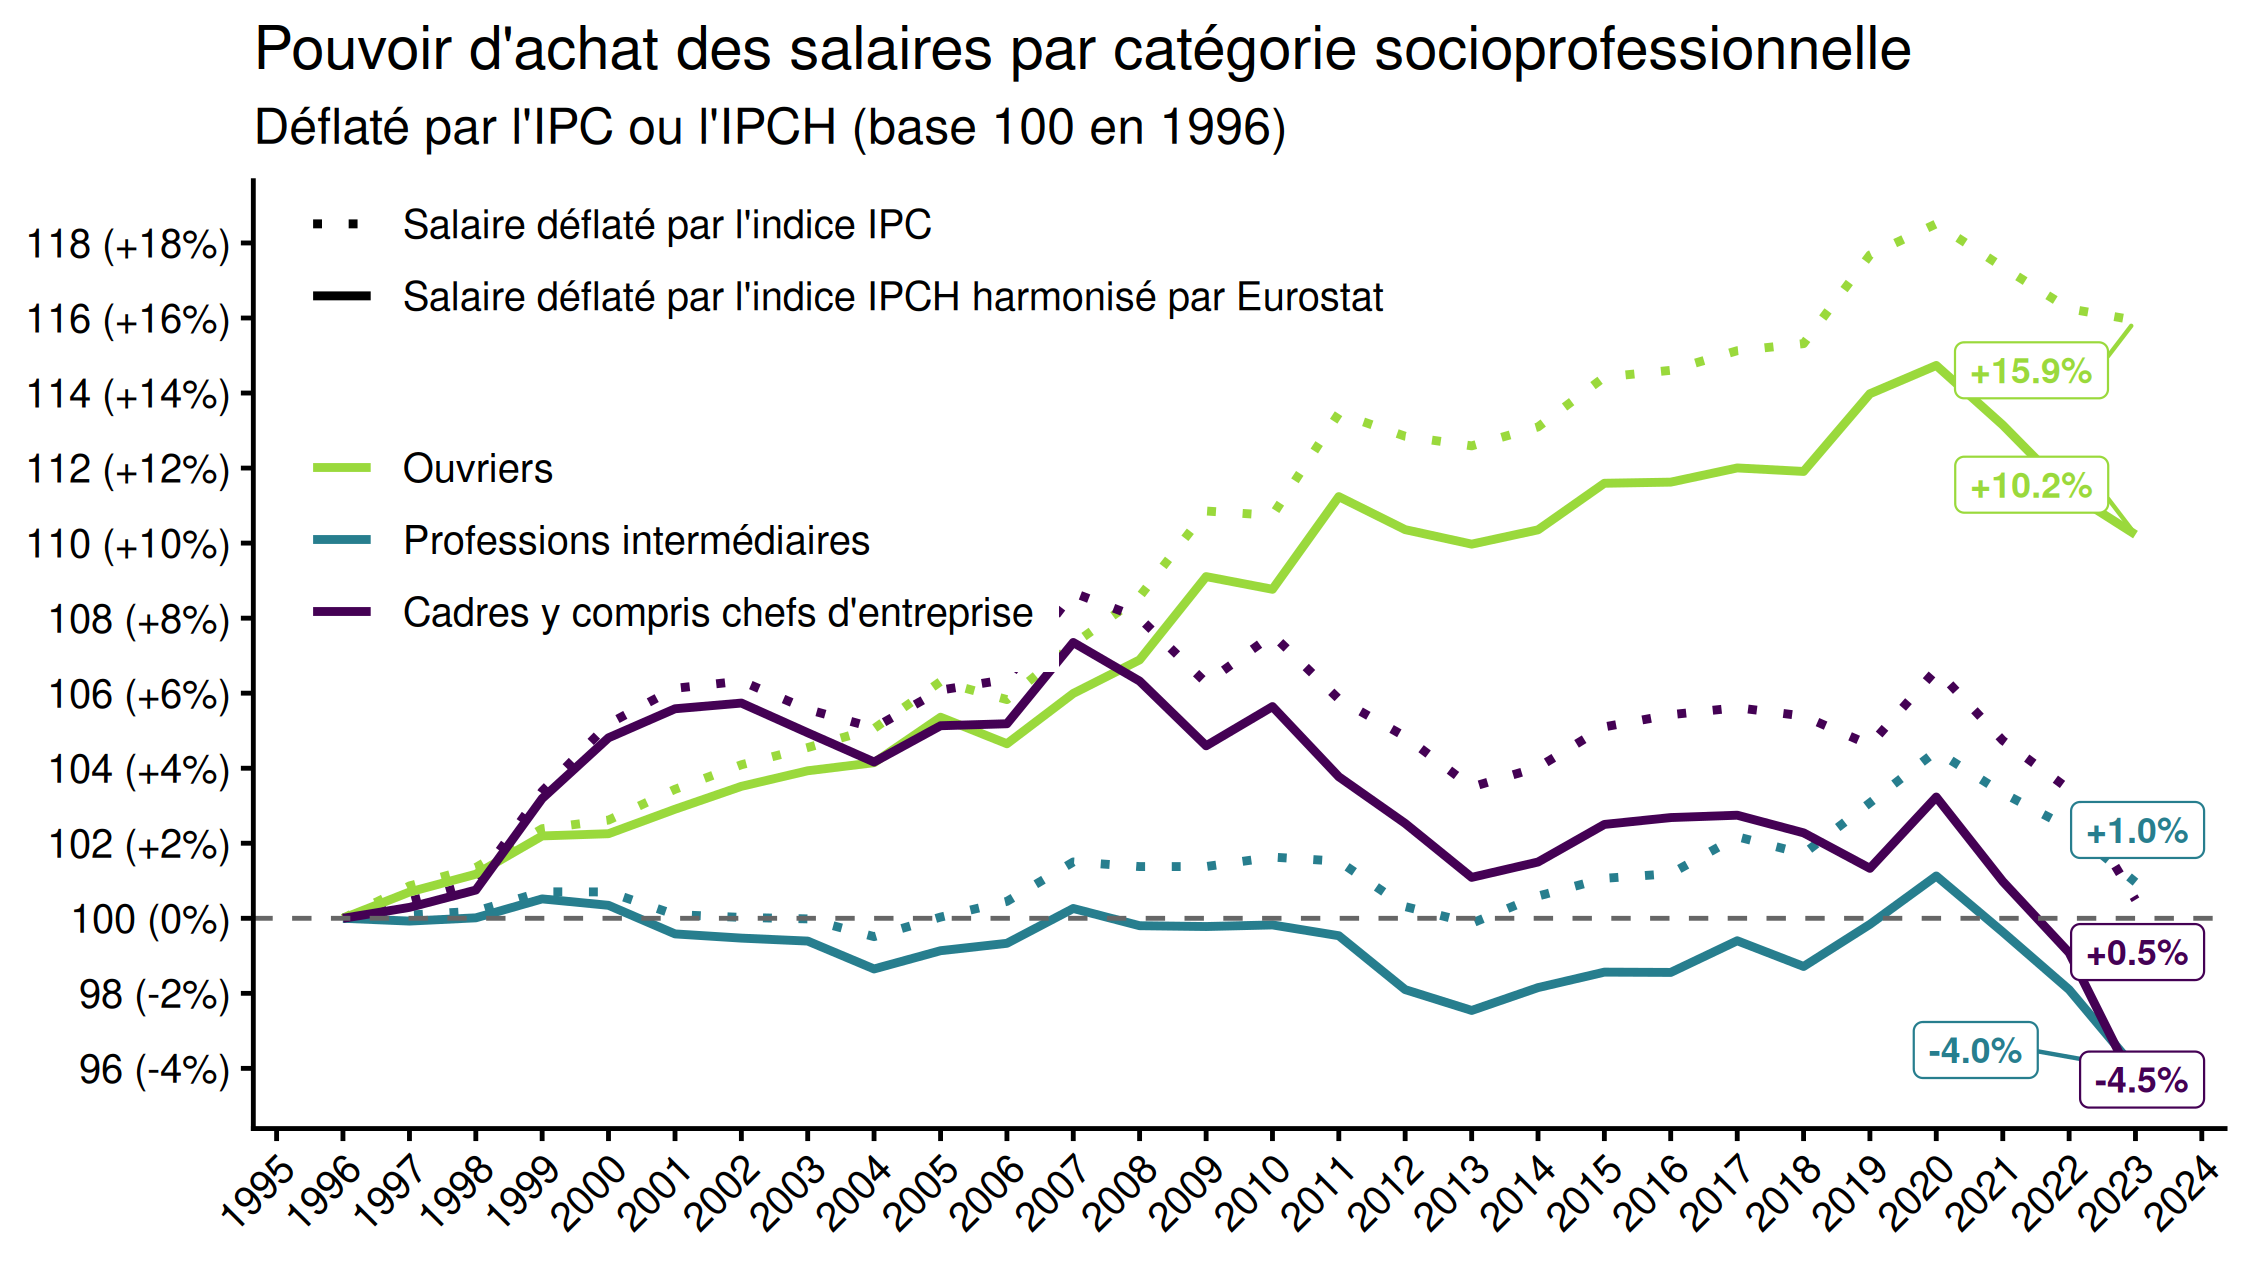 Pouvoir d'achat des salaires par catégorie socioprofessionnelle
Déflaté par l'IPC ou l'IPCH (base 100 en 1996)
Salaire déflaté par l'indice IPC
Salaire déflaté par l'indice IPCH harmonisé par Eurostat
Ouvriers
Professions intermédiaires
Cadres y compris chefs d'entreprise
118 (+18%)
116 (+16%)
114 (+14%)
112 (+12%)
110 (+10%)
108 (+8%)
106 (+6%)
104 (+4%)
102 (+2%)
100 (0%)
98 (-2%)
96 (-4%)
+15.9%
+10.2%
+1.0%
+0.5%
-4.0%
-4.5%
1995 1996 1997 1998 1999 2000 2001 2002 2003 2004 2005 2006 2007 2008 2009 2010 2011 2012 2013 2014 2015 2016 2017 2018 2019 2020 2021 2022 2023 2024